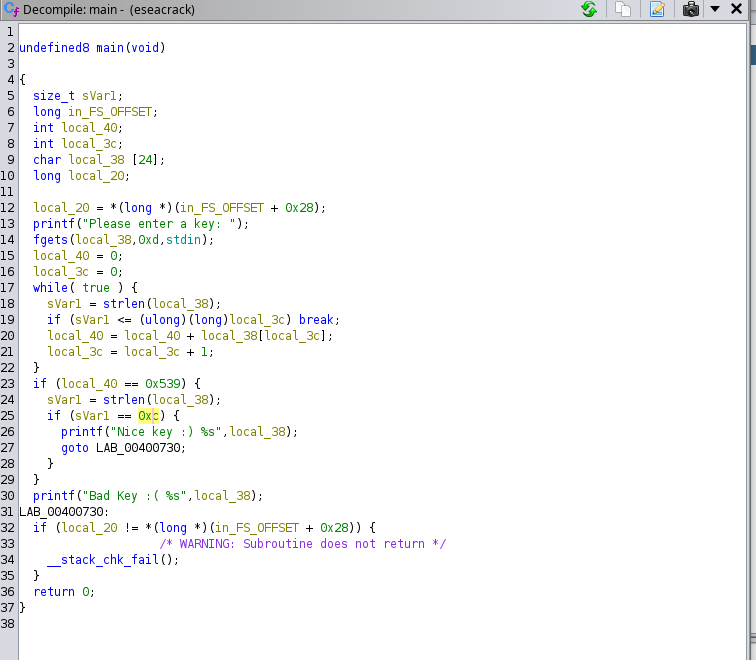 Decompile: main - (eseacrack)
1
2 undefined8 main(void)
3
4 {
5   size_t sVar1;
6   long in_FS_OFFSET;
7   int local_40;
8   int local_3c;
9   char local_38 [24];
10   long local_20;
11
12   local_20 = *(long *)(in_FS_OFFSET + 0x28);
13   printf("Please enter a key: ");
14   fgets(local_38,0xd,stdin);
15   local_40 = 0;
16   local_3c = 0;
17   while( true ) {
18     sVar1 = strlen(local_38);
19     if (sVar1 <= (ulong)(long)local_3c) break;
20     local_40 = local_40 + local_38[local_3c];
21     local_3c = local_3c + 1;
22   }
23   if (local_40 == 0x539) {
24     sVar1 = strlen(local_38);
25     if (sVar1 == 0xc) {
26       printf("Nice key :) %s",local_38);
27       goto LAB_00400730;
28     }
29   }
30   printf("Bad Key :( %s",local_38);
31 LAB_00400730:
32   if (local_20 != *(long *)(in_FS_OFFSET + 0x28)) {
33                     /* WARNING: Subroutine does not return */
34     __stack_chk_fail();
35   }
36   return 0;
37 }
38